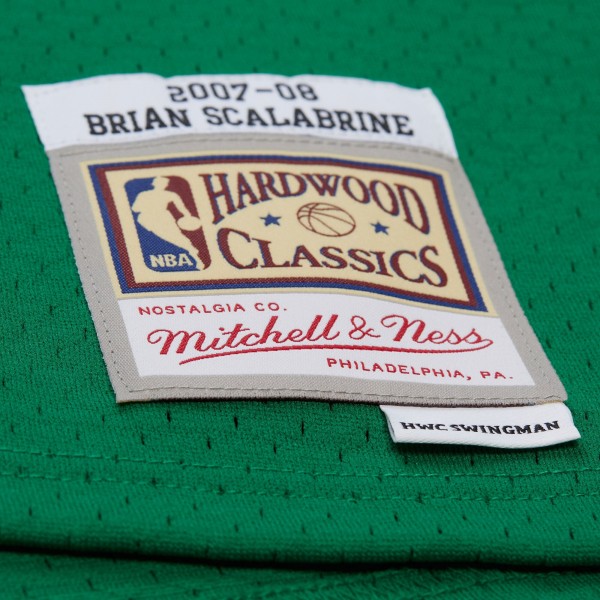 2007-08
BRIAN SCALABRINE
NBA
HARDWOOD
CLASSICS
NOSTALGIA CO.
Mitchell & Ness
PHILADELPHIA, PA.
HWC SWINGMAN